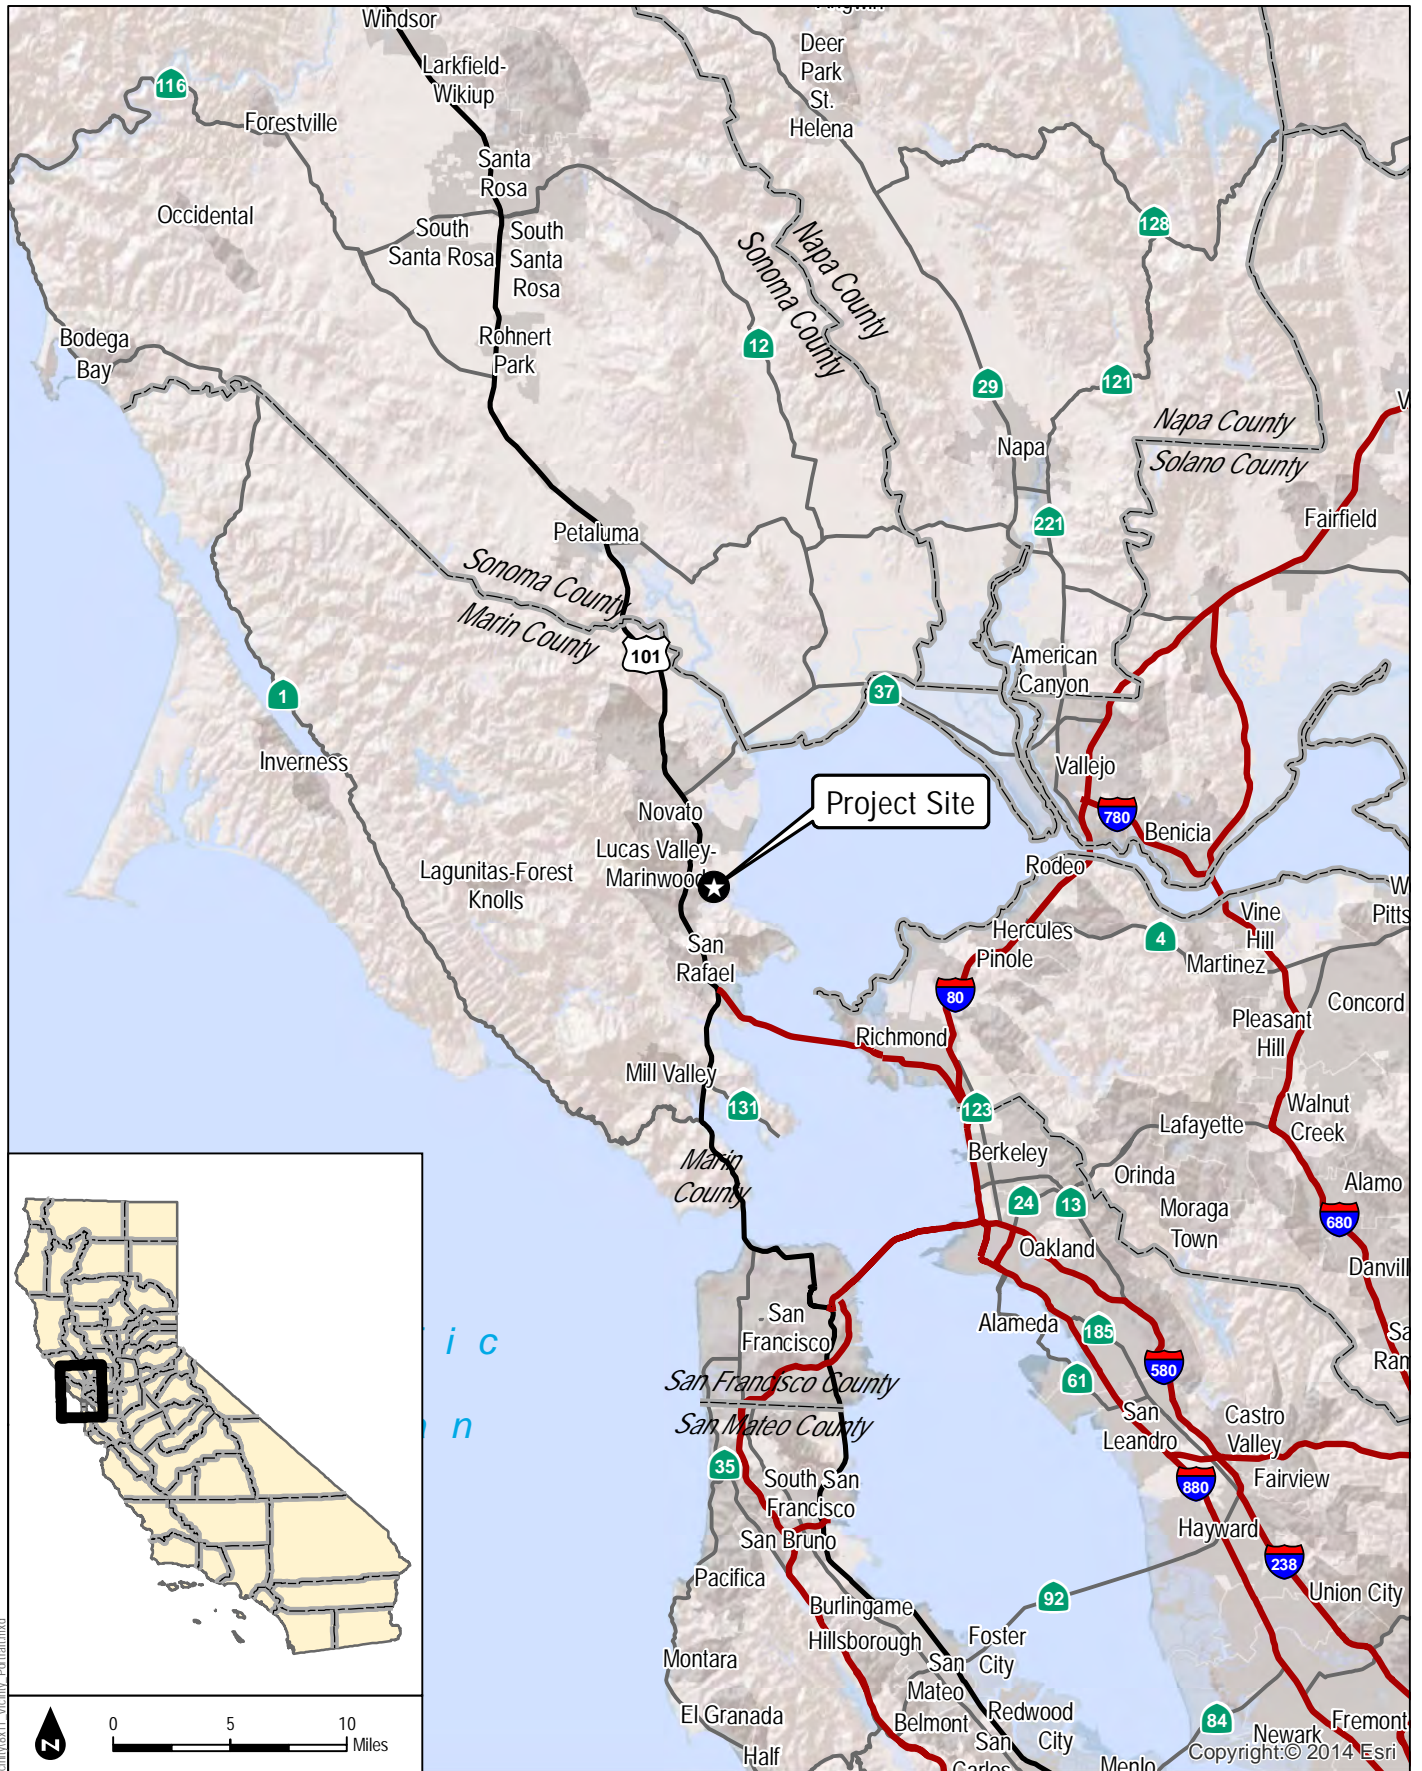 Windsor
Larkfield-
Wikiup
Deer
Park
St.
Helena
116
Forestville
Santa
Rosa
Occidental
South
Santa Rosa
South
Santa
Rosa
128
Napa County
Sonoma County
Bodega
Bay
Rohnert
Park
12
29
121
Napa County
Solano County
Napa
221
Fairfield
Petaluma
Sonoma County
Marin County
101
American
Canyon
37
1
Inverness
Vallejo
Project Site
Novato
780
Benicia
Lucas Valley-
Marinwood
Lagunitas-Forest
Knolls
Rodeo
Vine
Hill
Pitts
Hercules
Pinole
4
Martinez
San
Rafael
80
Concord
Pleasant
Hill
Richmond
Mill Valley
131
123
Walnut
Creek
Lafayette
Berkeley
Orinda
Alamo
Marin
County
24
13
Moraga
Town
680
Oakland
Danvill
San
Francisco
Alameda
185
Sa
Ran
i c
580
San Francisco County
61
San Mateo County
n
San
Leandro
Castro
Valley
35
South San
Francisco
880
Fairview
San Bruno
Hayward
238
Pacifica
Union City
92
Burlingame
Hillsborough
Foster
City
Montara
San
Mateo
El Granada
Belmont
Redwood
City
84
Fremont
Newark
San
Carlos
Half
Menlo
N
0 5 10
Miles
Copyright:© 2014 Esri